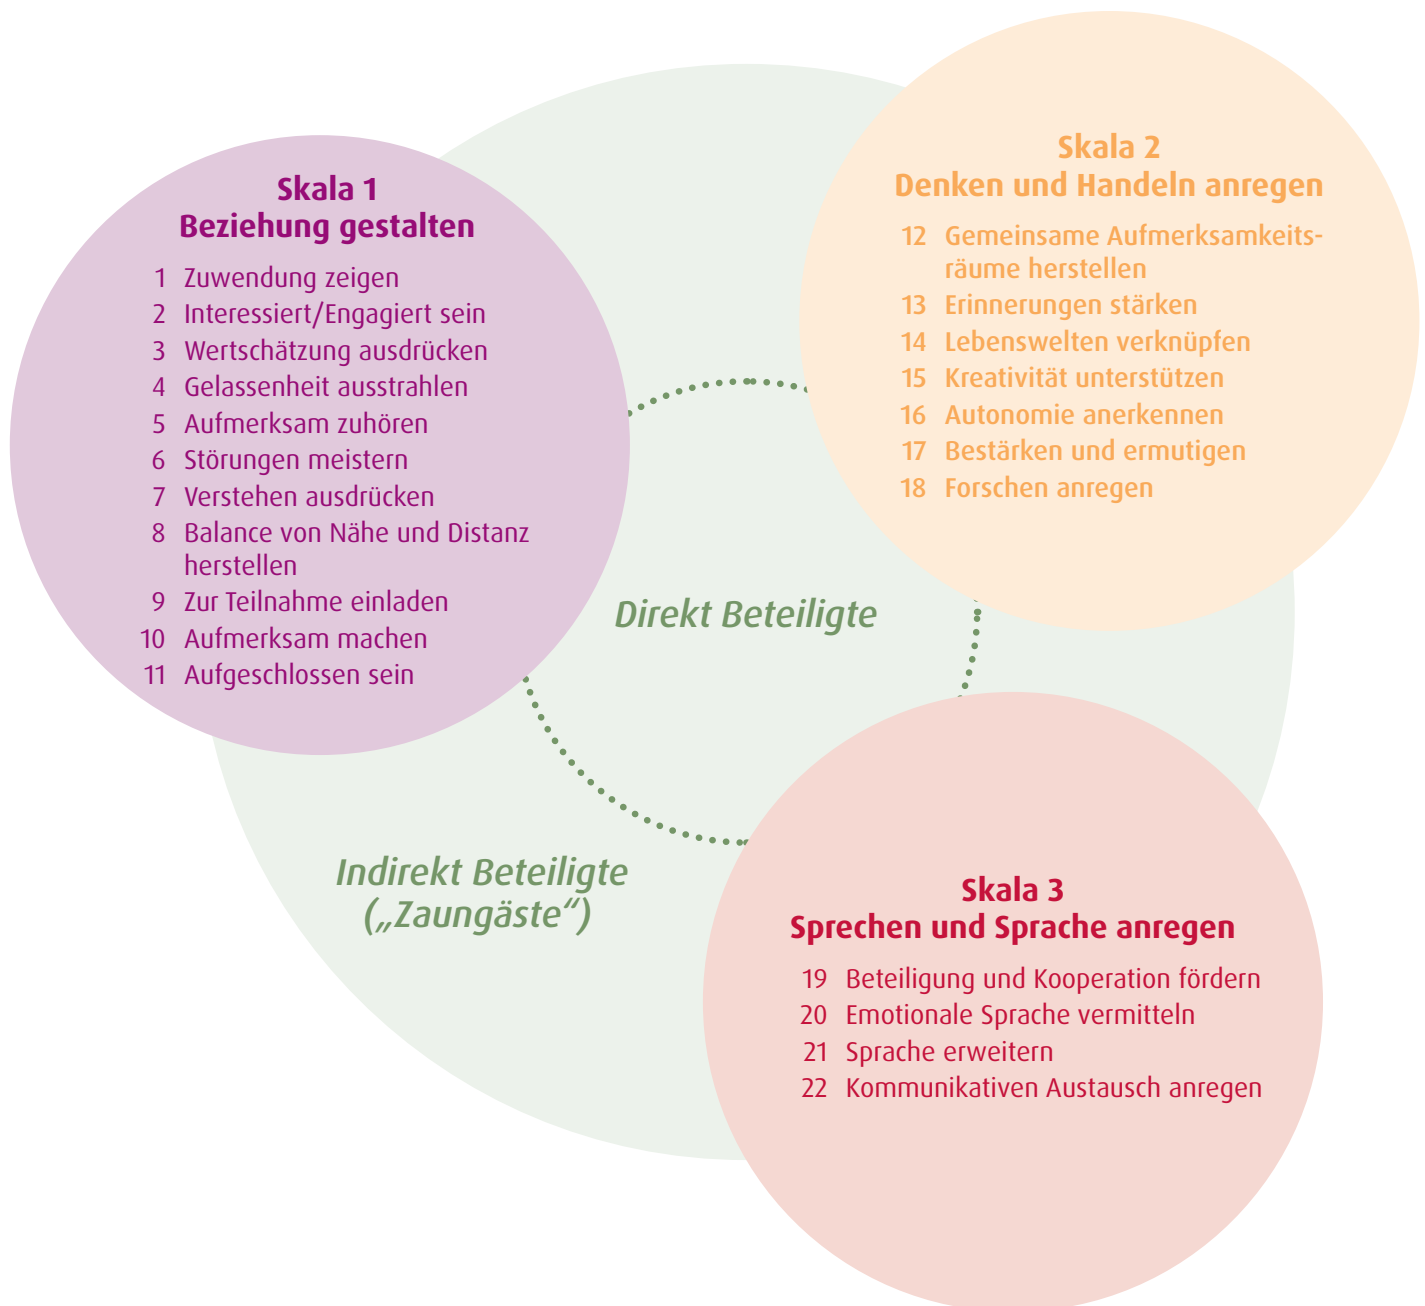 Skala 1
Beziehung gestalten
1 Zuwendung zeigen
2 Interessiert/Engagiert sein
3 Wertschätzung ausdrücken
4 Gelassenheit ausstrahlen
5 Aufmerksam zuhören
6 Störungen meistern
7 Verstehen ausdrücken
8 Balance von Nähe und Distanz
herstellen
9 Zur Teilnahme einladen
10 Aufmerksam machen
11 Aufgeschlossen sein
Skala 2
Denken und Handeln anregen
12 Gemeinsame Aufmerksamkeits-
räume herstellen
13 Erinnerungen stärken
14 Lebenswelten verknüpfen
15 Kreativität unterstützen
16 Autonomie anerkennen
17 Bestärken und ermutigen
18 Forschen anregen
Direkt Beteiligte
Indirekt Beteiligte
(„Zaungäste“)
Skala 3
Sprechen und Sprache anregen
19 Beteiligung und Kooperation fördern
20 Emotionale Sprache vermitteln
21 Sprache erweitern
22 Kommunikativen Austausch anregen